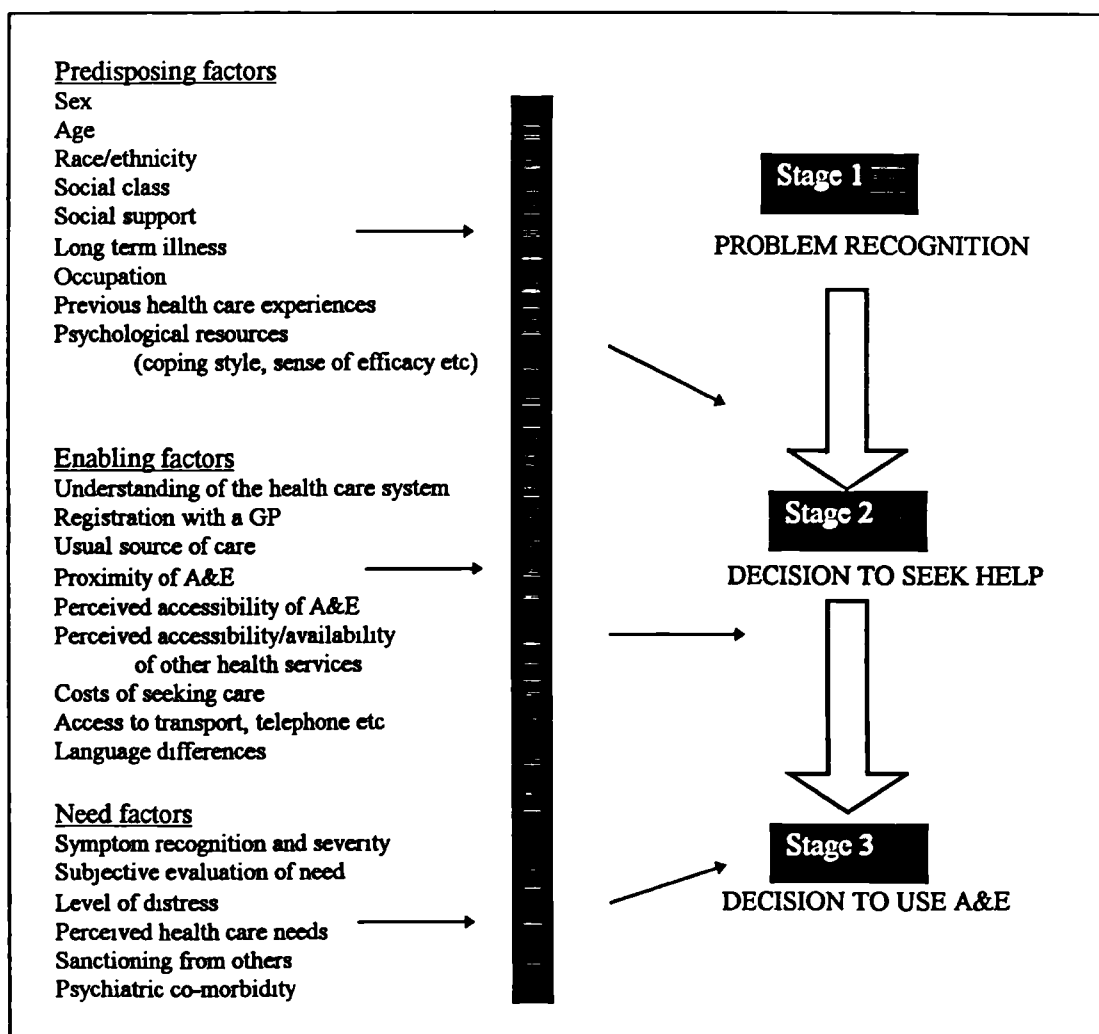 Predisposing factors
Sex
Age
Race/ethnicity
Social class
Social support
Long term illness
Occupation
Previous health care experiences
Psychological resources
(coping style, sense of efficacy etc)
Enabling factors
Understanding of the health care system
Registration with a GP
Usual source of care
Proximity of A&E
Perceived accessibility of A&E
Perceived accessibility/availability
of other health services
Costs of seeking care
Access to transport, telephone etc
Language differences
Need factors
Symptom recognition and severity
Subjective evaluation of need
Level of distress
Perceived health care needs
Sanctioning from others
Psychiatric co-morbidity
Stage 1
PROBLEM RECOGNITION
Stage 2
DECISION TO SEEK HELP
Stage 3
DECISION TO USE A&E